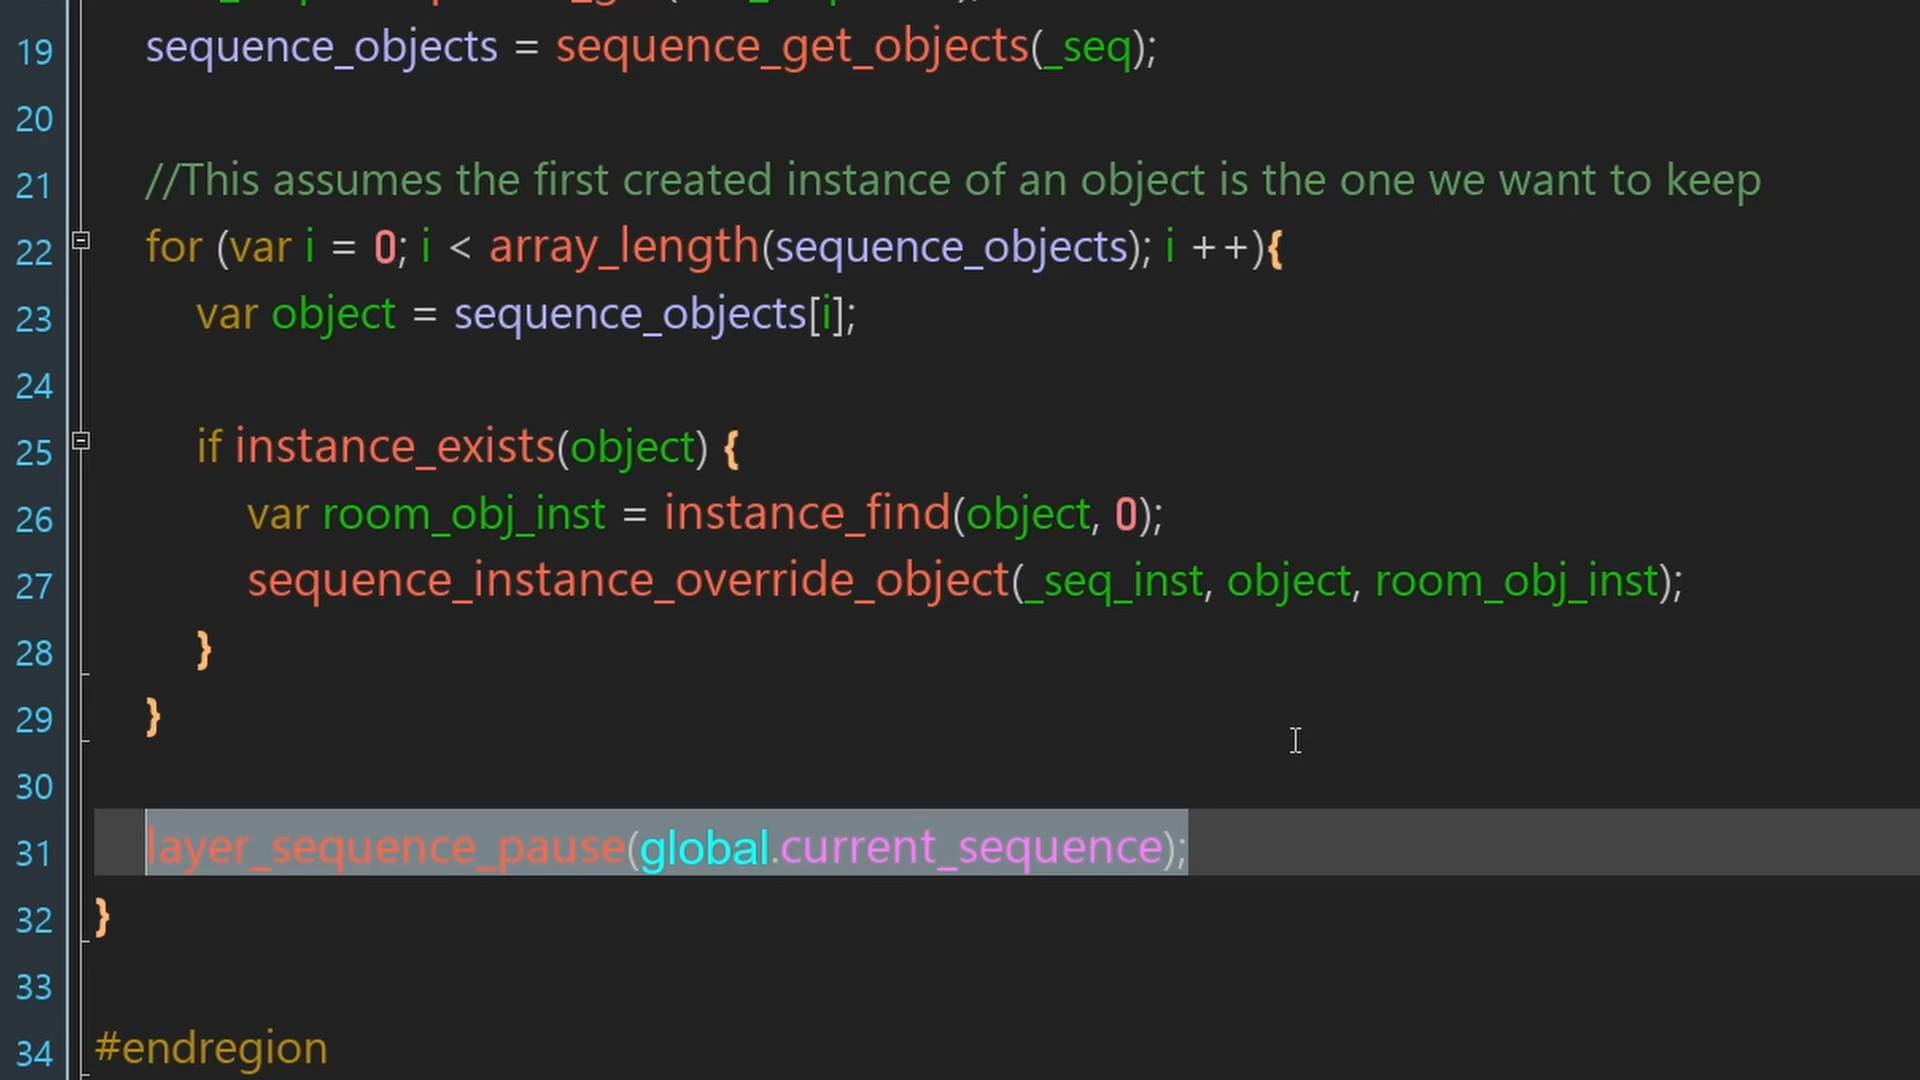 19 sequence_objects = sequence_get_objects(_seq);
20
21 //This assumes the first created instance of an object is the one we want to keep
22 for (var i = 0; i < array_length(sequence_objects); i ++){
23 var object = sequence_objects[i];
24
25 if instance_exists(object) {
26 var room_obj_inst = instance_find(object, 0);
27 sequence_instance_override_object(_seq_inst, object, room_obj_inst);
28 }
29 }
30
31 layer_sequence_pause(global.current_sequence);
32 }
33
34 #endregion